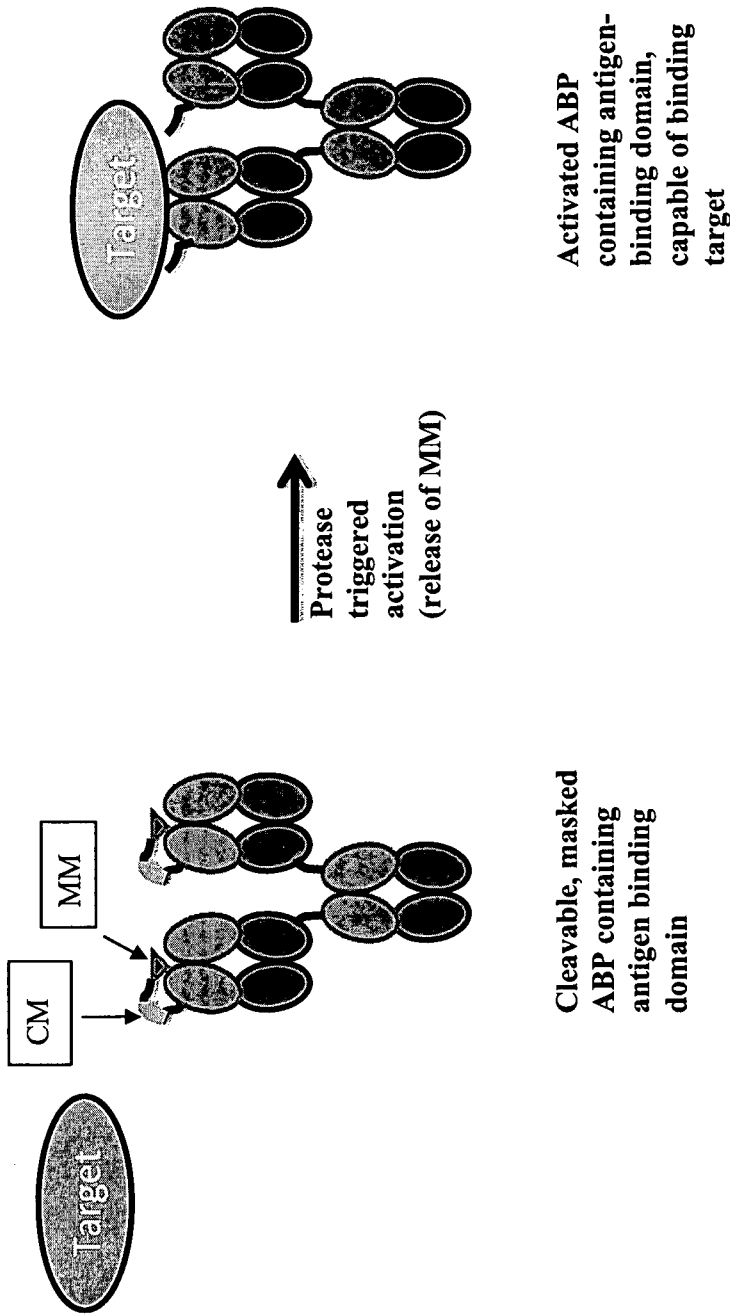 Target
CM
MM
Cleavable, masked
ABP containing
antigen binding
domain
Protease
triggered
activation
(release of MM)
Target
Activated ABP
containing antigen-
binding domain,
capable of binding
target